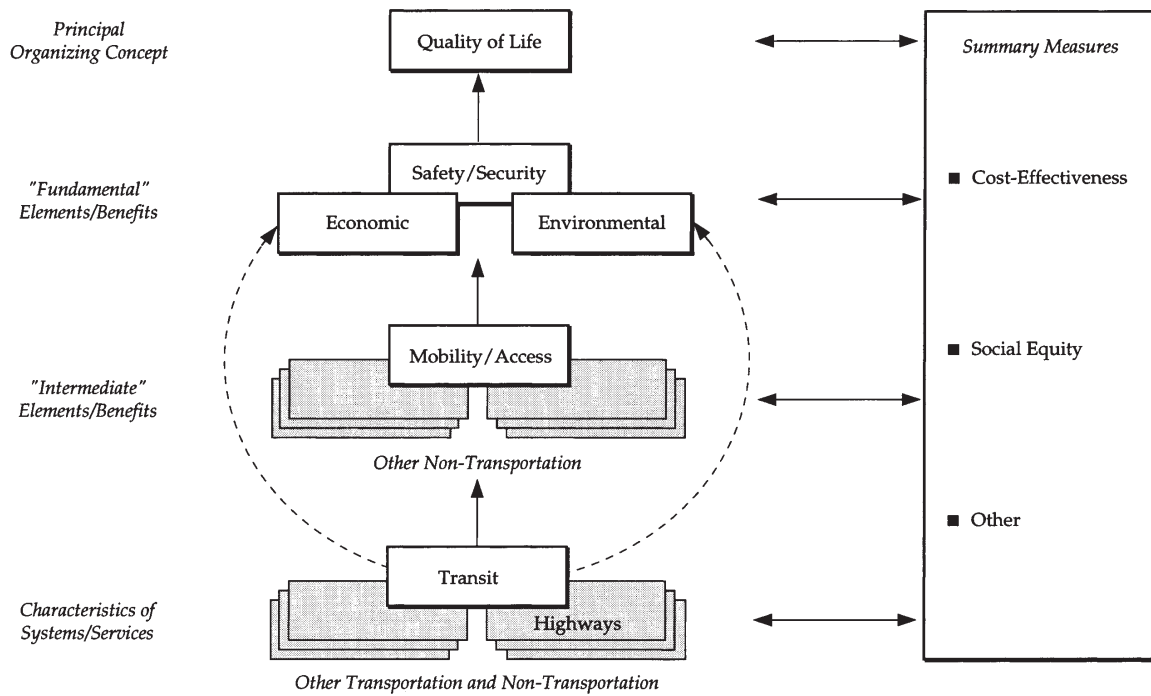 Principal
Organizing Concept
Quality of Life
Summary Measures
"Fundamental"
Elements/Benefits
Safety/Security
Economic
Environmental
■ Cost-Effectiveness
"Intermediate"
Elements/Benefits
Mobility/Access
Other Non-Transportation
■ Social Equity
Characteristics of
Systems/Services
Transit
Highways
Other Transportation and Non-Transportation
■ Other